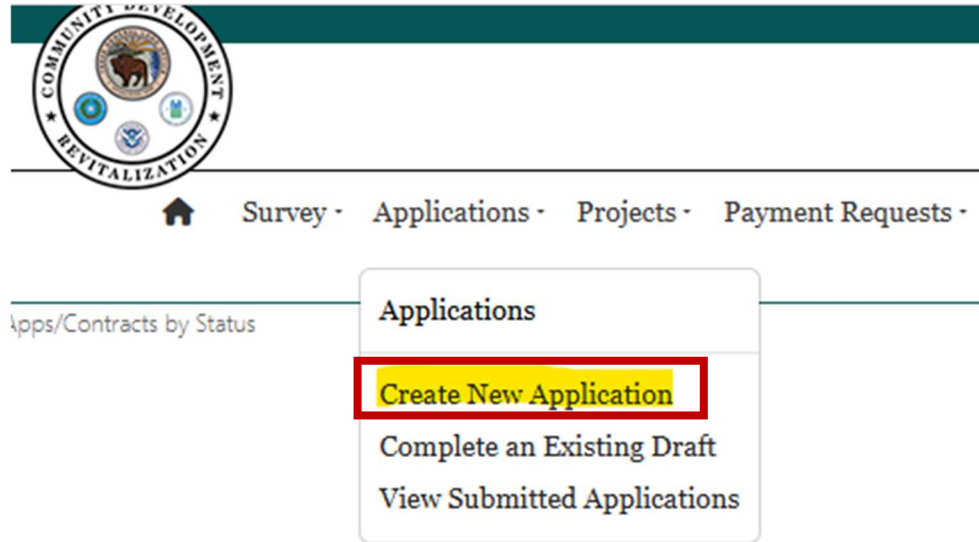 COMMUNITY DEVELOPMENT
★ REVITALIZATION ★
Survey · Applications · Projects · Payment Requests ·
Applications
Apps/Contracts by Status
Create New Application
Complete an Existing Draft
View Submitted Applications